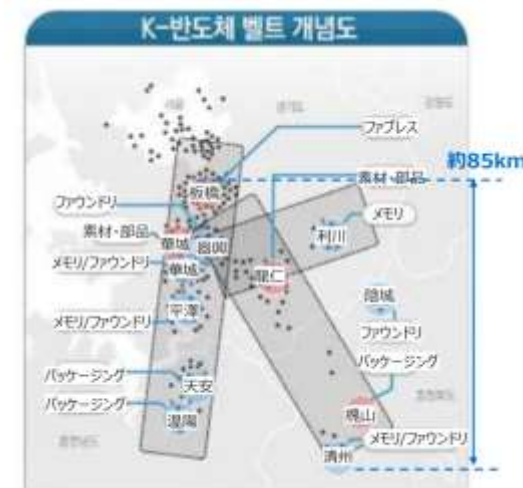 K-반도체 벨트 개념도
ファブレス
約85km
素材・部品
板橋
ファウンドリ
メモリ
素材・部品
華城
器興
利川
メモリ/ファウンドリ
華城
龍仁
陰城
平澤
メモリ/ファウンドリ
ファウンドリ
パッケージング
パッケージング
天安
パッケージング
槐山
温陽
メモリ/ファウンドリ
清州